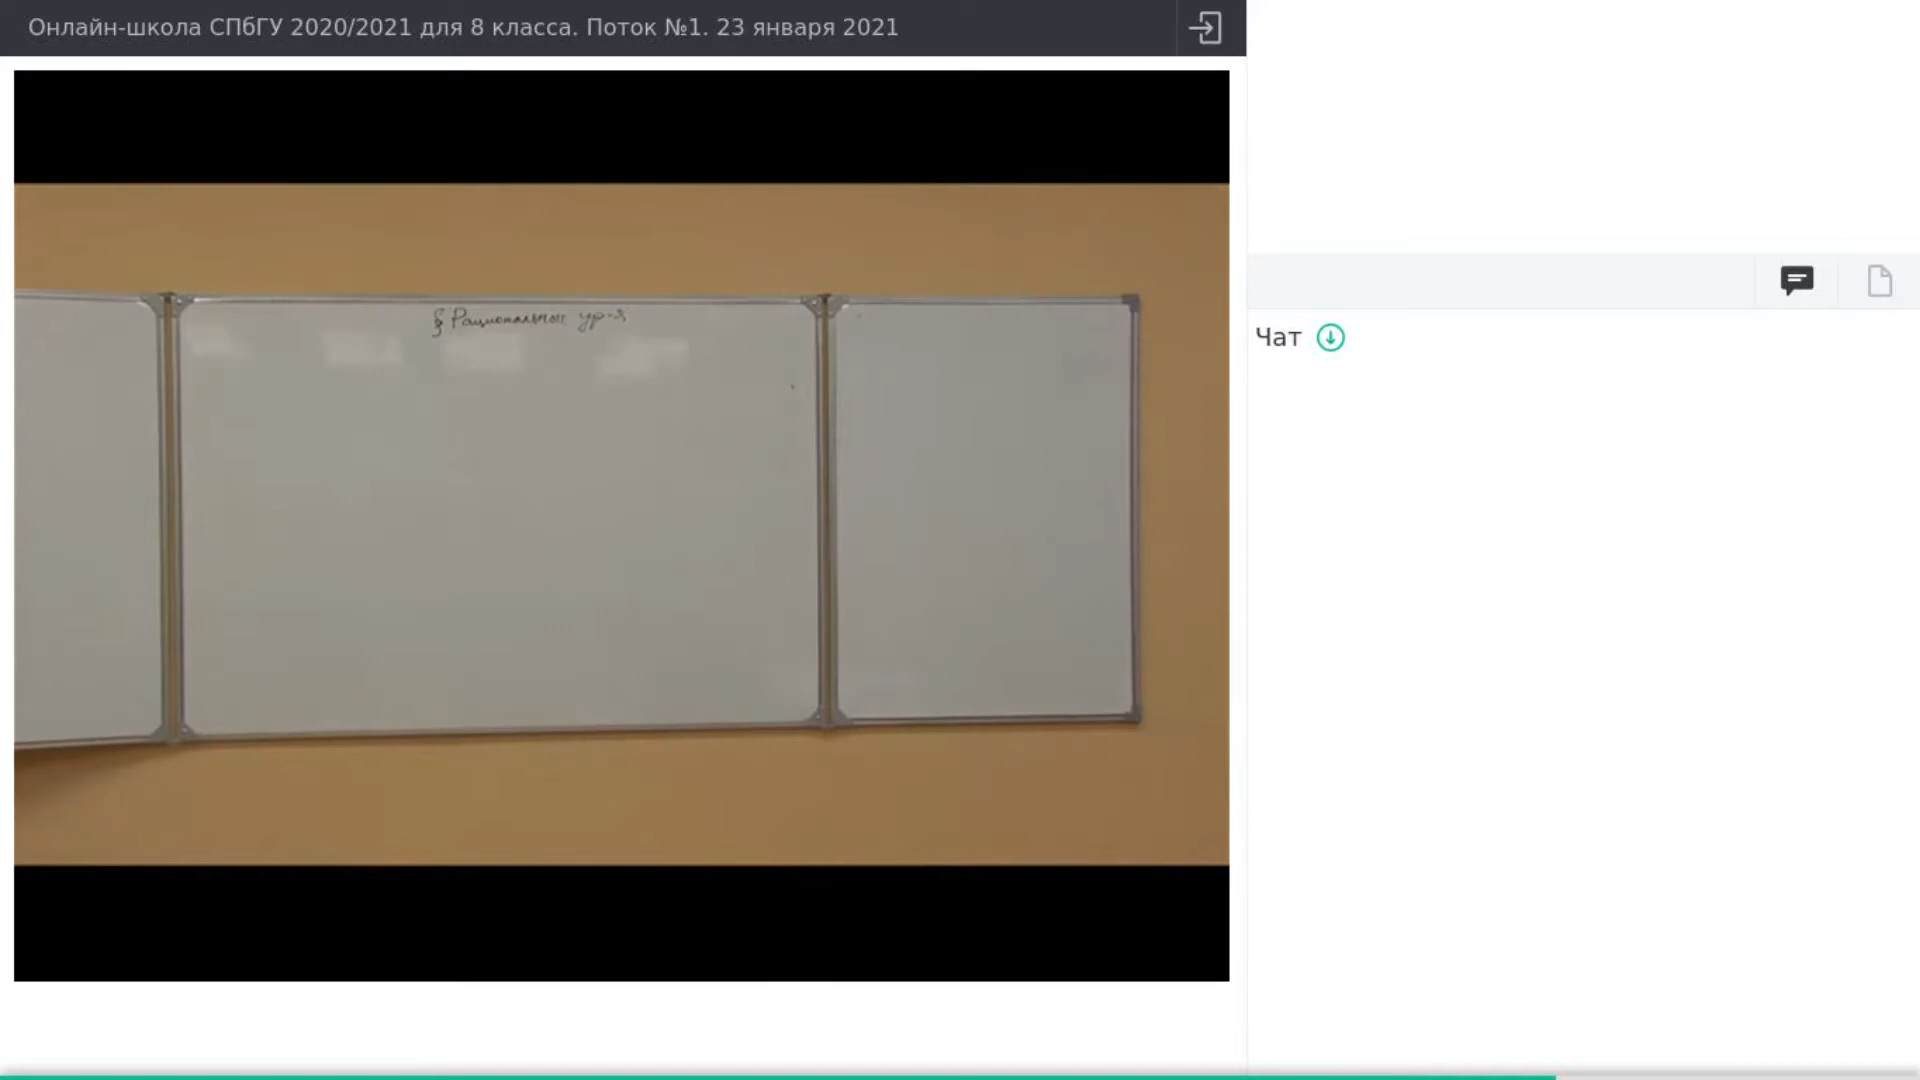 Онлайн-школа СПбГУ 2020/2021 для 8 класса. Поток №1. 23 января 2021
§ Рациональные ур-я
Чат